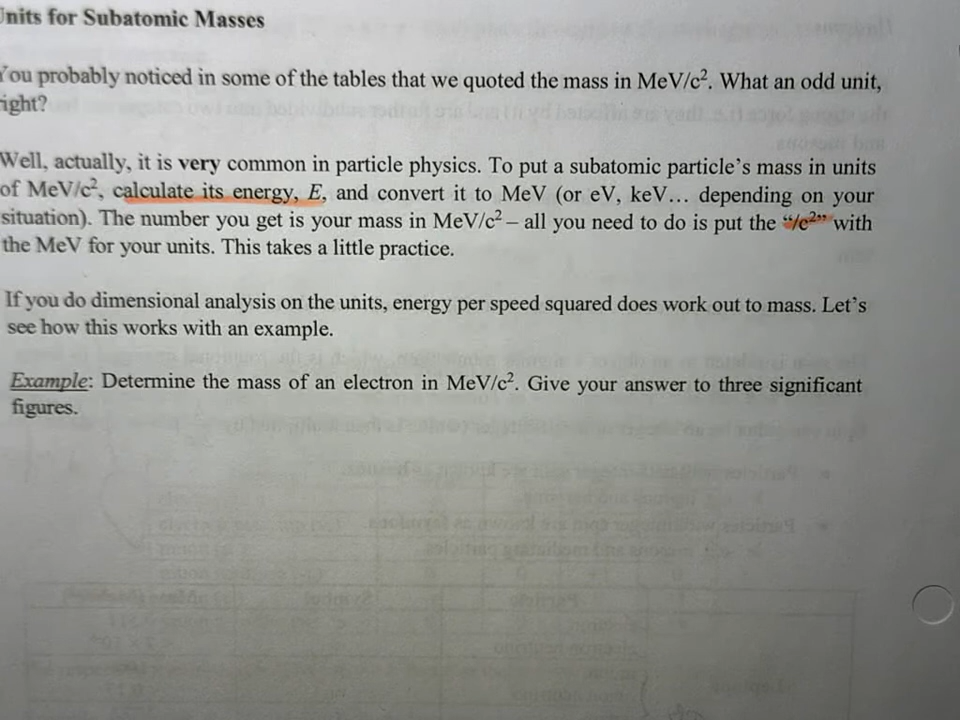 Units for Subatomic Masses
You probably noticed in some of the tables that we quoted the mass in MeV/c². What an odd unit,
right?
Well, actually, it is very common in particle physics. To put a subatomic particle's mass in units
of MeV/c², calculate its energy, E, and convert it to MeV (or eV, keV... depending on your
situation). The number you get is your mass in MeV/c² – all you need to do is put the “/c²” with
the MeV for your units. This takes a little practice.
If you do dimensional analysis on the units, energy per speed squared does work out to mass. Let's
see how this works with an example.
Example: Determine the mass of an electron in MeV/c². Give your answer to three significant
figures.